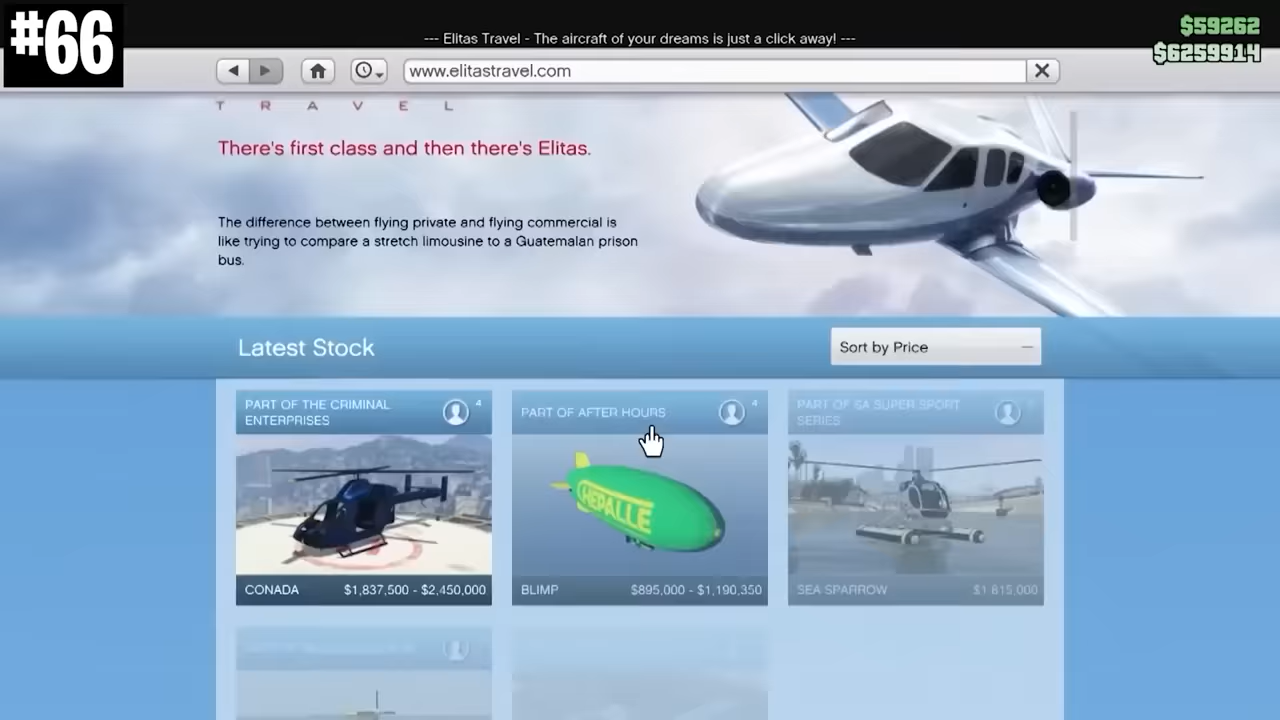 #66
--- Elitas Travel - The aircraft of your dreams is just a click away! ---
$59262
$6259914
www.elitastravel.com
T R A V E L
There's first class and then there's Elitas.
The difference between flying private and flying commercial is
like trying to compare a stretch limousine to a Guatemalan prison
bus.
Latest Stock
Sort by Price
PART OF THE CRIMINAL
ENTERPRISES
4
PART OF AFTER HOURS
4
PART OF SA SUPER SPORT
SERIES
HEPALLE
CONADA
$1,837,500 - $2,450,000
BLIMP
$895,000 - $1,190,350
SEA SPARROW
$1 815,000